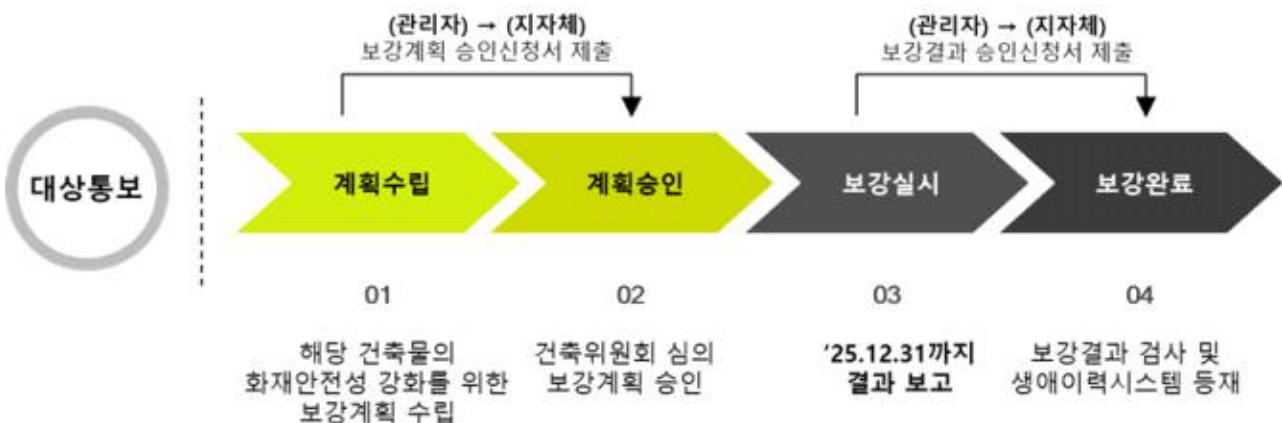 (관리자) → (지자체)
보강계획 승인신청서 제출
(관리자) → (지자체)
보강결과 승인신청서 제출
대상통보
계획수립
계획승인
보강실시
보강완료
01
해당 건축물의
화재안전성 강화를 위한
보강계획 수립
02
건축위원회 심의
보강계획 승인
03
'25.12.31까지
결과 보고
04
보강결과 검사 및
생애이력시스템 등재